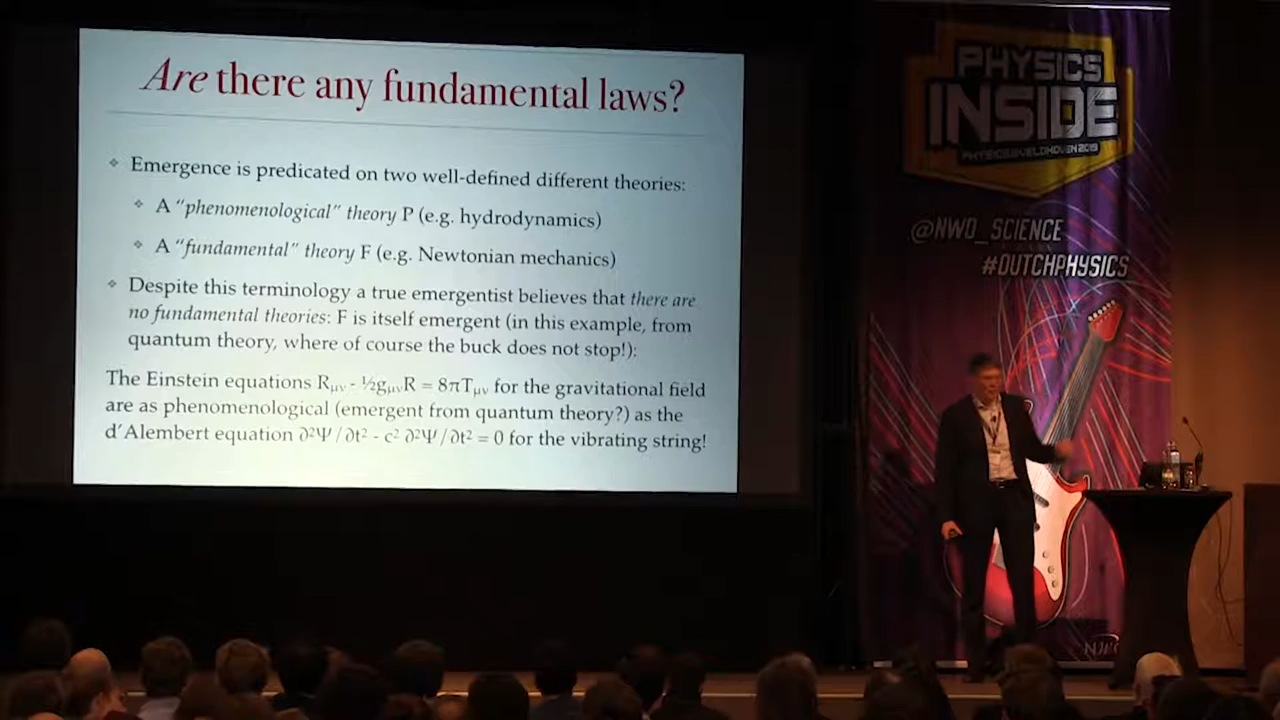 Are there any fundamental laws?
Emergence is predicated on two well-defined different theories:
A “phenomenological” theory P (e.g. hydrodynamics)
A “fundamental” theory F (e.g. Newtonian mechanics)
Despite this terminology a true emergentist believes that there are
no fundamental theories: F is itself emergent (in this example, from
quantum theory, where of course the buck does not stop!):
The Einstein equations Rμν - ½gμνR = 8πTμν for the gravitational field
are as phenomenological (emergent from quantum theory?) as the
d’Alembert equation ∂²Ψ/∂t² - c² ∂²Ψ/∂t² = 0 for the vibrating string!
PHYSICS
INSIDE
PHYSICS@VELDHOVEN 2019
@NWO_SCIENCE
#DUTCHPHYSICS
NWO